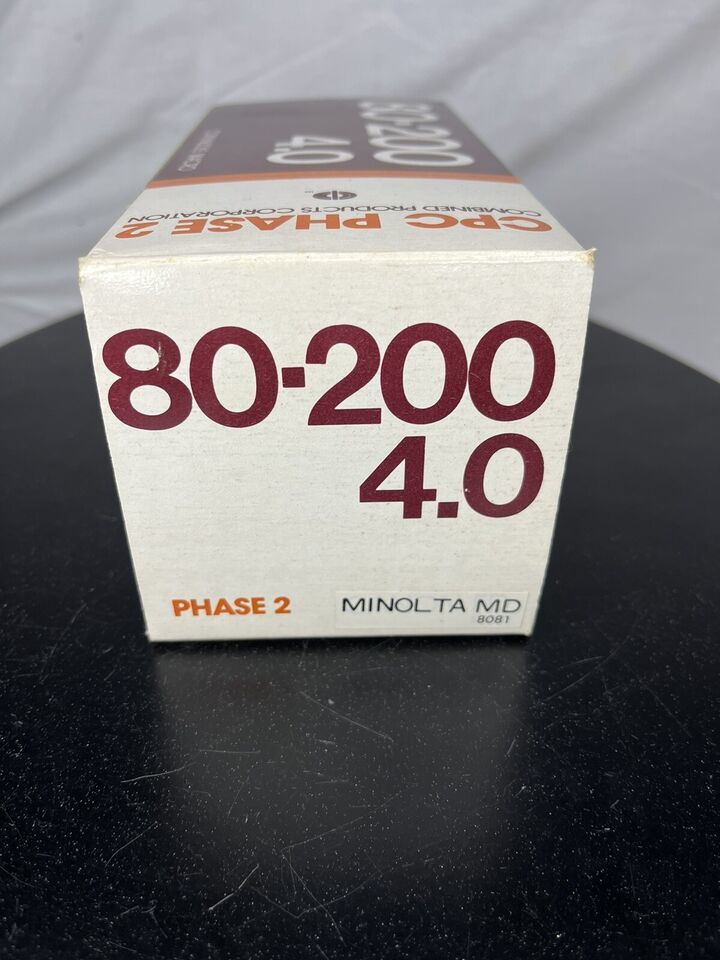 80-200
4.0
COMBINED PRODUCTS CORPORATION
CPC PHASE 2
80-200
4.0
PHASE 2
MINOLTA MD
8081